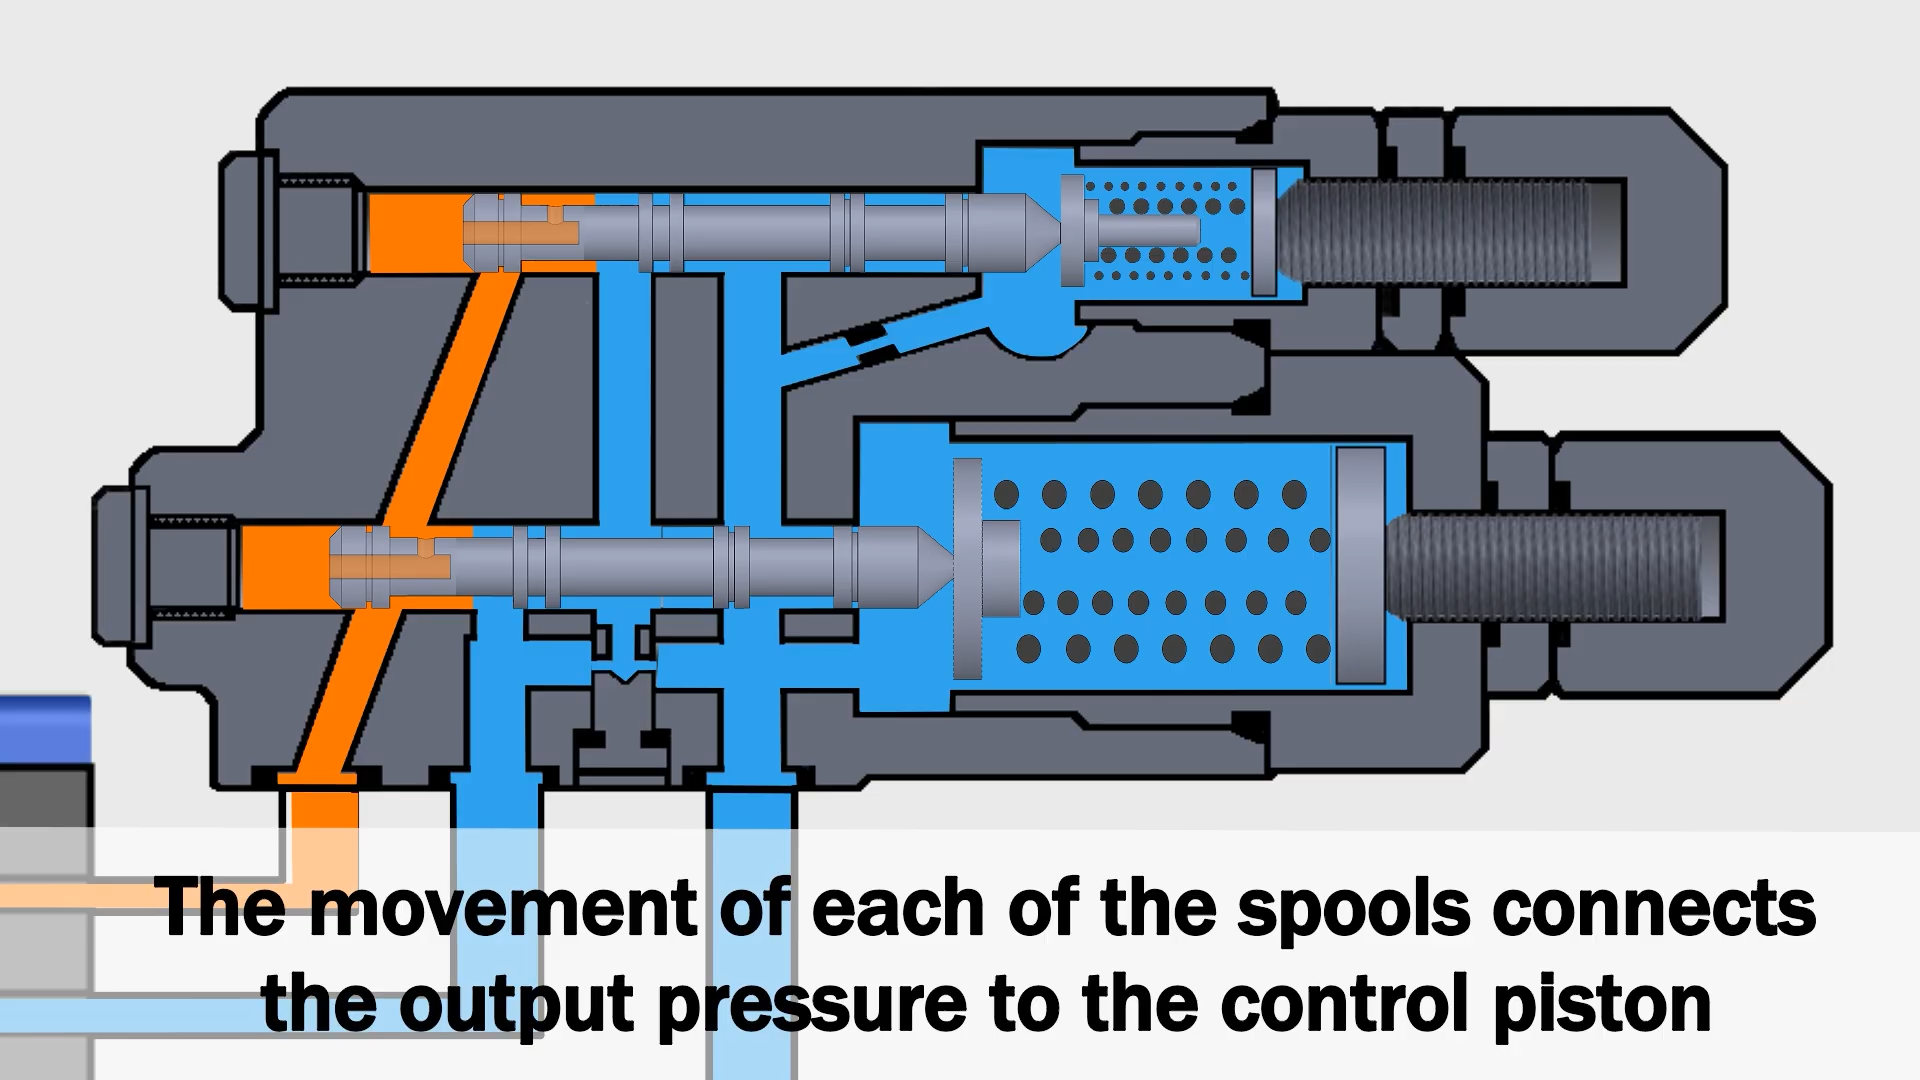 The movement of each of the spools connects
the output pressure to the control piston